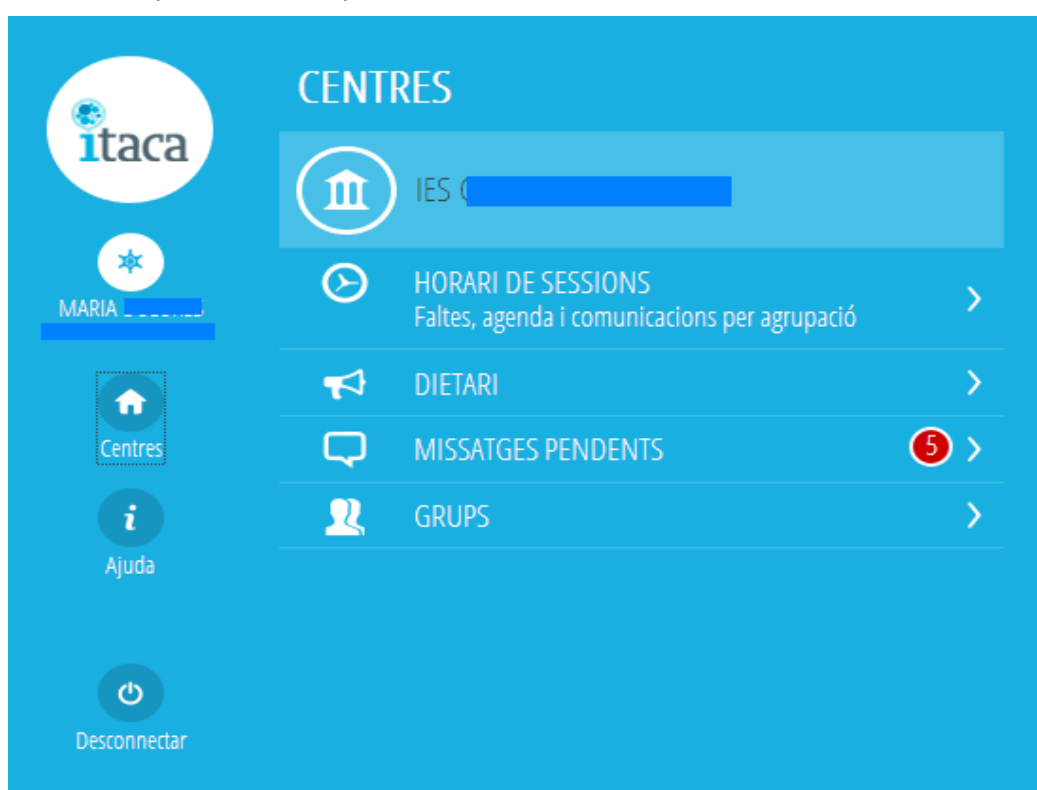 CENTRES
itaca
IES
MARIA
HORARI DE SESSIONS
Faltes, agenda i comunicacions per agrupació
DIETARI
Centres
MISSATGES PENDENTS
5
GRUPS
Ajuda
Desconnectar